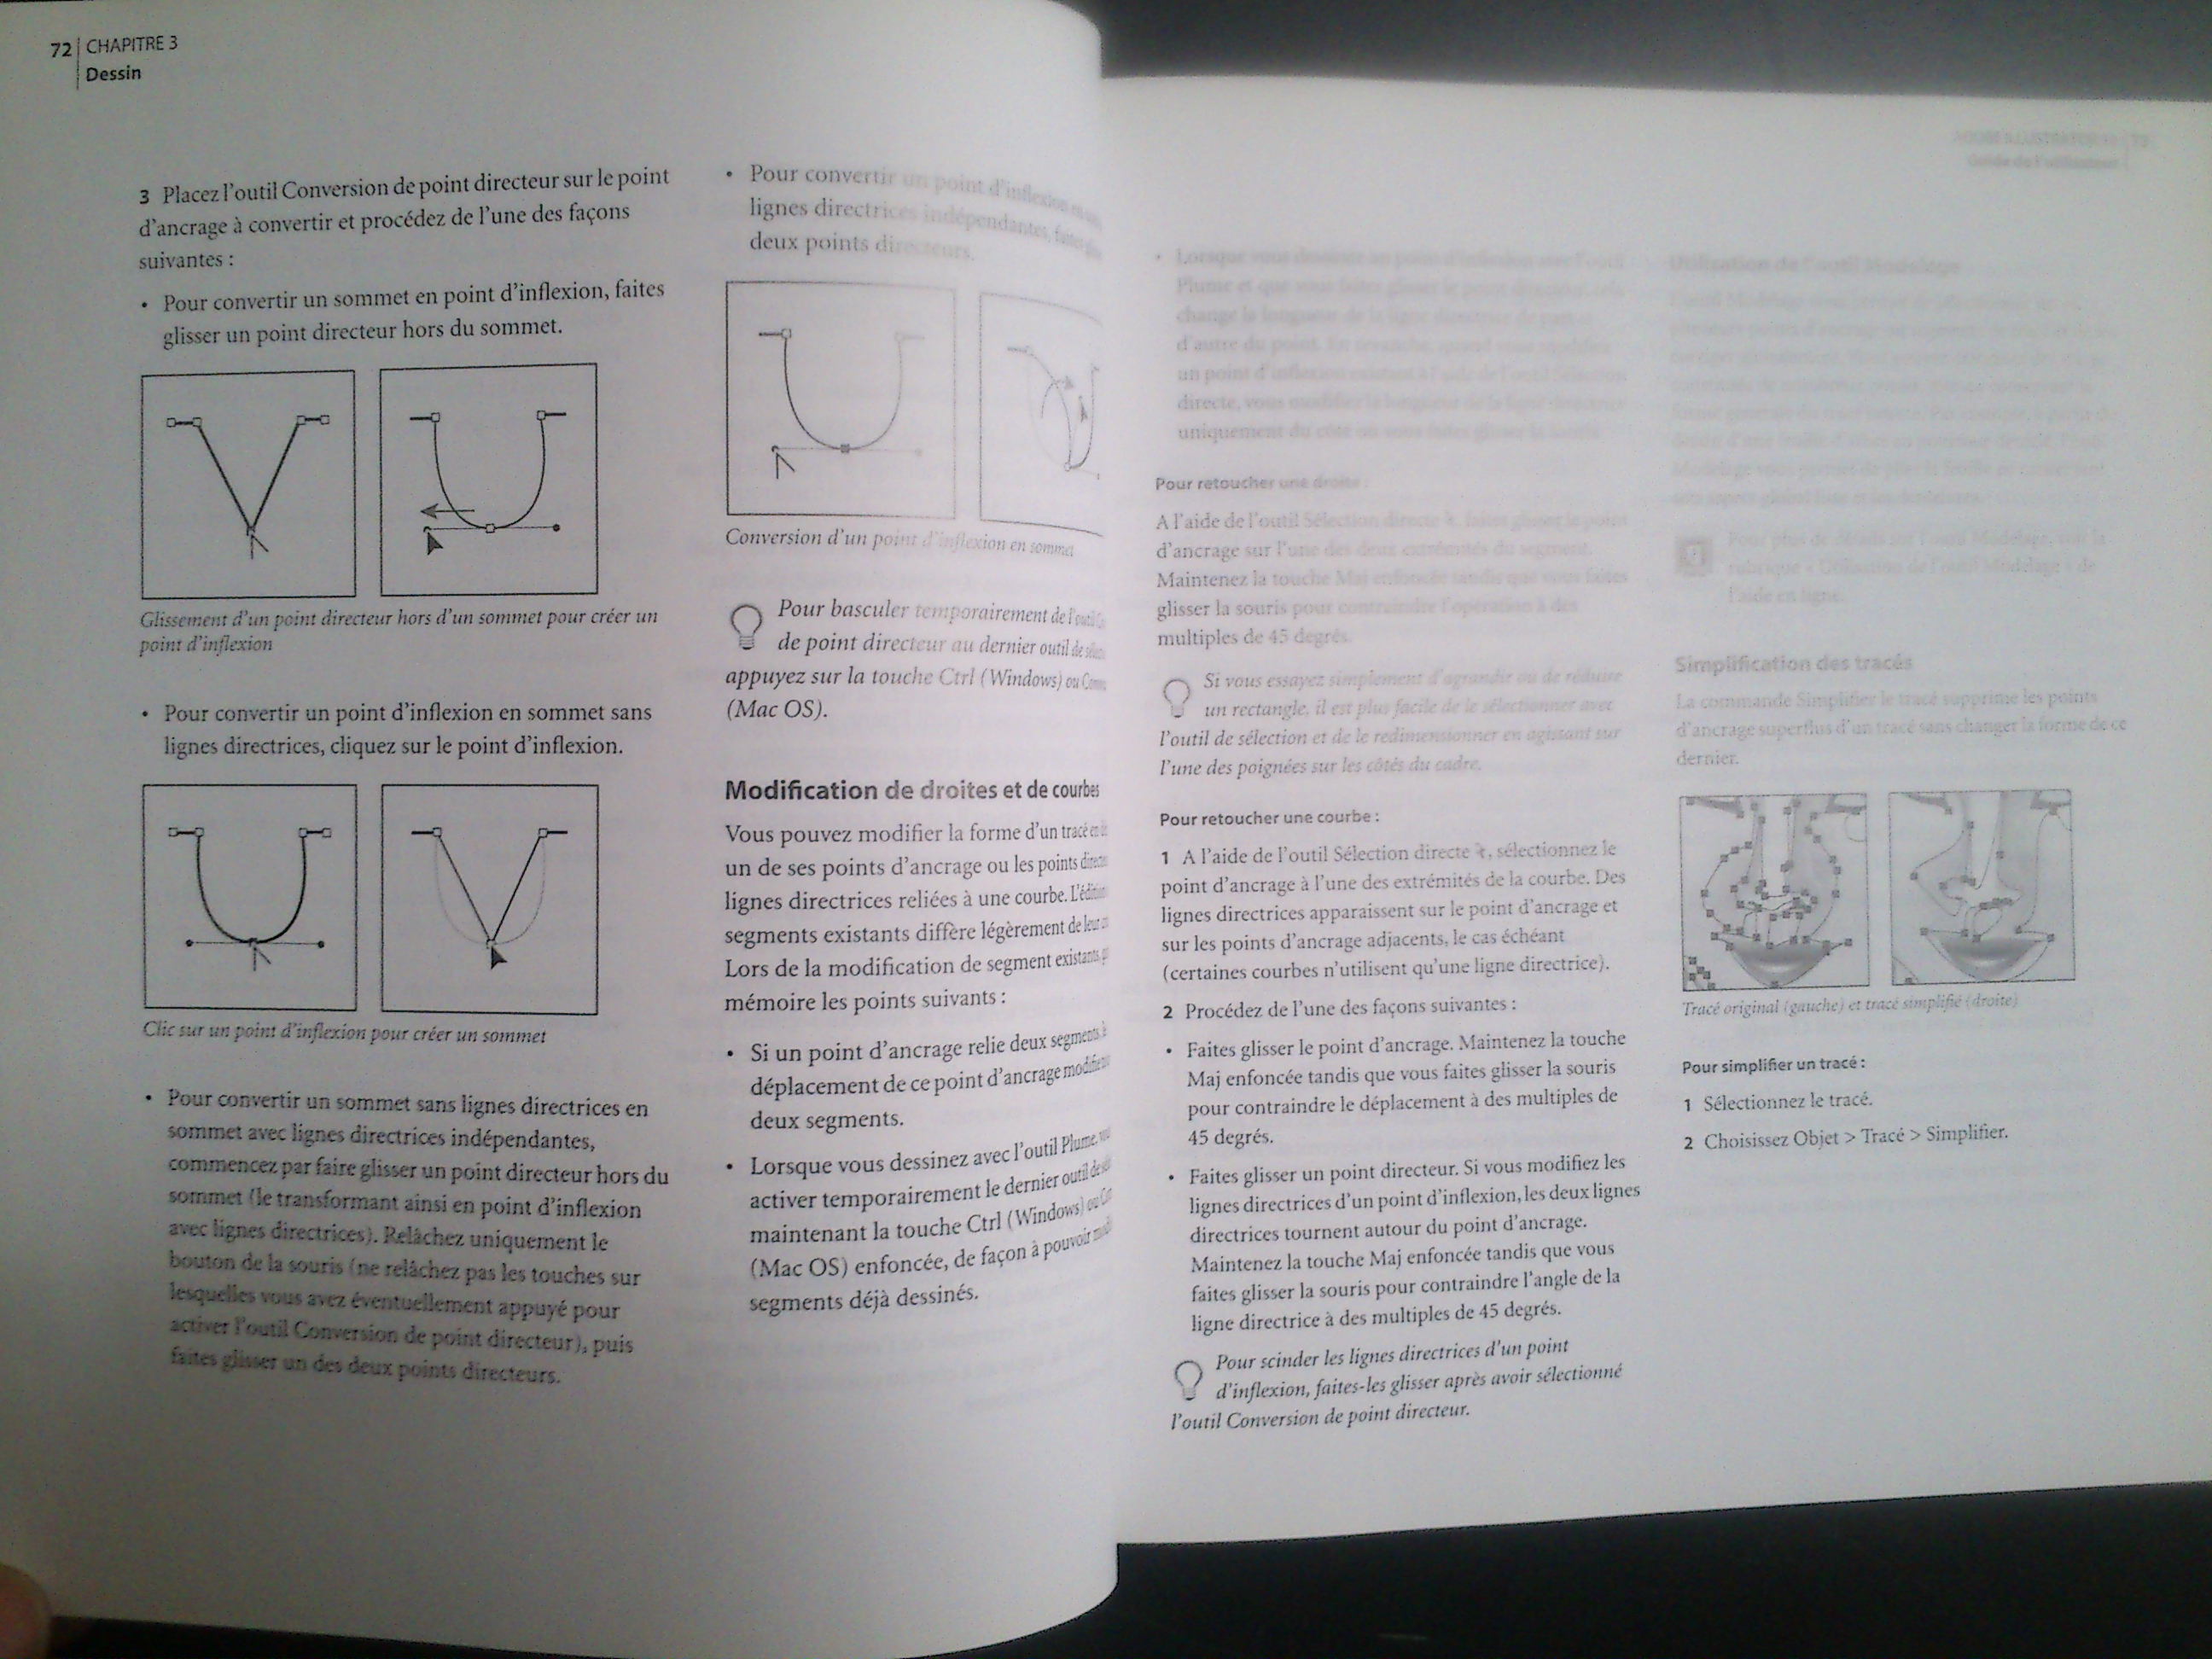 72 CHAPITRE 3
Dessin
3 Placez l'outil Conversion de point directeur sur le point
d'ancrage à convertir et procédez de l'une des façons
suivantes :
• Pour convertir un sommet en point d'inflexion, faites
glisser un point directeur hors du sommet.
Glissement d'un point directeur hors d'un sommet pour créer un
point d'inflexion
• Pour convertir un point d'inflexion en sommet sans
lignes directrices, cliquez sur le point d'inflexion.
Clic sur un point d'inflexion pour créer un sommet
• Pour convertir un sommet sans lignes directrices en
sommet avec lignes directrices indépendantes,
commencez par faire glisser un point directeur hors du
sommet (le transformant ainsi en point d'inflexion
avec lignes directrices). Relâchez uniquement le
bouton de la souris (ne relâchez pas les touches sur
lesquelles vous avez éventuellement appuyé pour
activer l'outil Conversion de point directeur), puis
faites glisser un des deux points directeurs.
• Pour convertir un point d'inflexion en
lignes directrices indépendantes,
deux points directeurs.
Conversion d'un point d'inflexion en sommet
Pour basculer temporairement de l'outil
de point directeur au dernier outil de
appuyez sur la touche Ctrl (Windows) ou
(Mac OS).
Modification de droites et de courbes
Vous pouvez modifier la forme d'un tracé en
un de ses points d'ancrage ou les points
lignes directrices reliées à une courbe. L'édition
segments existants diffère légèrement de leur
Lors de la modification de segment existants,
mémoire les points suivants :
• Si un point d'ancrage relie deux segments,
déplacement de ce point d'ancrage modifie
deux segments.
• Lorsque vous dessinez avec l'outil Plume,
activer temporairement le dernier outil de
maintenant la touche Ctrl (Windows) ou
(Mac OS) enfoncée, de façon à pouvoir
segments déjà dessinés.
ADOBE ILLUSTRATOR 10 73
Guide de l'utilisateur
• Lorsque vous dessinez un point d'inflexion avec l'outil
Plume et que vous faites glisser le point directeur, cela
change la longueur de la ligne directrice de part et
d'autre du point. En revanche, quand vous modifiez
un point d'inflexion existant à l'aide de l'outil Sélection
directe, vous modifiez la longueur de la ligne directrice
uniquement du côté où vous faites glisser la souris.
Pour retoucher une droite :
A l'aide de l'outil Sélection directe, faites glisser le point
d'ancrage sur l'une des deux extrémités du segment.
Maintenez la touche Maj enfoncée tandis que vous faites
glisser la souris pour contraindre l'opération à des
multiples de 45 degrés.
Si vous essayez simplement d'agrandir ou de réduire
un rectangle, il est plus facile de le sélectionner avec
l'outil de sélection et de le redimensionner en agissant sur
l'une des poignées sur les côtés du cadre.
Pour retoucher une courbe :
1 A l'aide de l'outil Sélection directe, sélectionnez le
point d'ancrage à l'une des extrémités de la courbe. Des
lignes directrices apparaissent sur le point d'ancrage et
sur les points d'ancrage adjacents, le cas échéant
(certaines courbes n'utilisent qu'une ligne directrice).
2 Procédez de l'une des façons suivantes :
• Faites glisser le point d'ancrage. Maintenez la touche
Maj enfoncée tandis que vous faites glisser la souris
pour contraindre le déplacement à des multiples de
45 degrés.
• Faites glisser un point directeur. Si vous modifiez les
lignes directrices d'un point d'inflexion, les deux lignes
directrices tournent autour du point d'ancrage.
Maintenez la touche Maj enfoncée tandis que vous
faites glisser la souris pour contraindre l'angle de la
ligne directrice à des multiples de 45 degrés.
Pour scinder les lignes directrices d'un point
d'inflexion, faites-les glisser après avoir sélectionné
l'outil Conversion de point directeur.
Utilisation de l'outil Modelage
Pour plus de détails sur l'outil Modelage, voir la
rubrique « Utilisation de l'outil Modelage » de
l'aide en ligne.
Simplification des tracés
La commande Simplifier le tracé supprime les points
d'ancrage superflus d'un tracé sans changer la forme de ce
dernier.
Tracé original (gauche) et tracé simplifié (droite)
Pour simplifier un tracé :
1 Sélectionnez le tracé.
2 Choisissez Objet > Tracé > Simplifier.